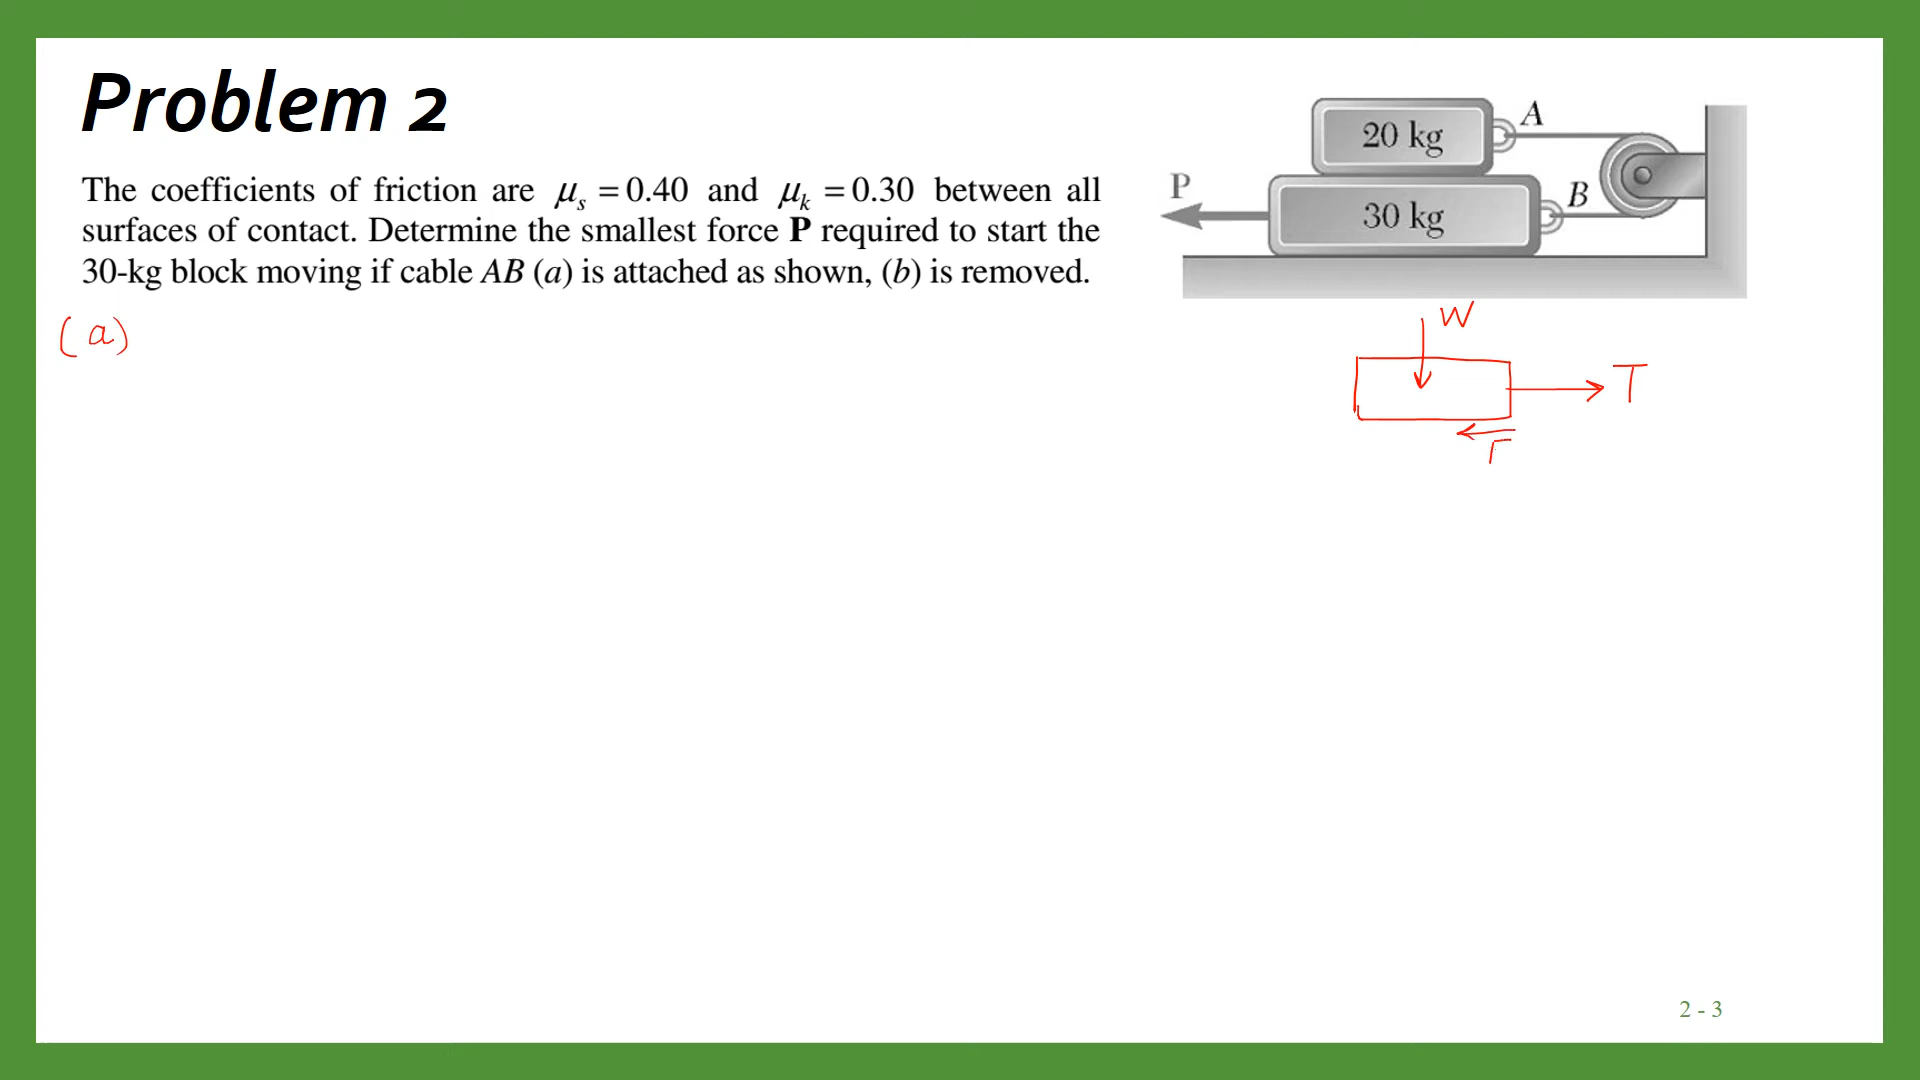 Problem 2
The coefficients of friction are μs = 0.40 and μk = 0.30 between all
surfaces of contact. Determine the smallest force P required to start the
30-kg block moving if cable AB (a) is attached as shown, (b) is removed.
20 kg
A
P
30 kg
B
(a)
W
T
2 - 3